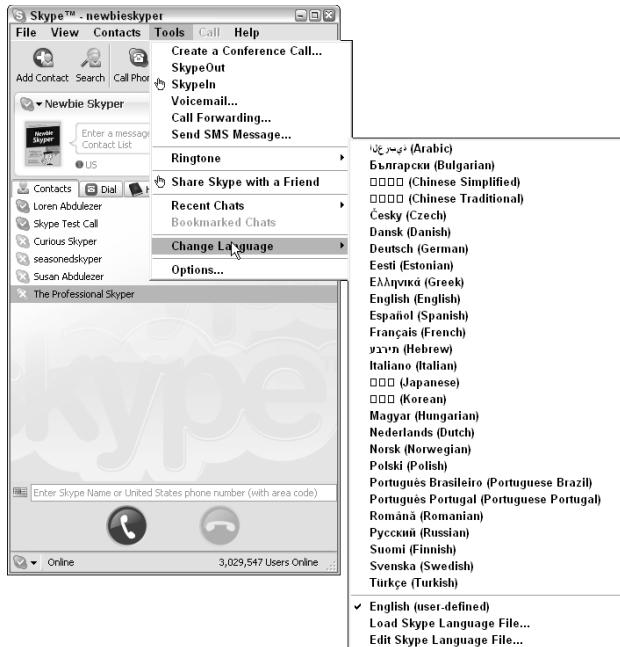 Skype™ - newbieskyper
File View Contacts Tools Call Help
Add Contact Search Call Phon
Newbie Skyper
Newbie
Skyper
Enter a message
Contact List
US
Contacts Dial H
Loren Abdulezer
Skype Test Call
Curious Skyper
seasonedskyper
Susan Abdulezer
The Professional Skyper
skype
Enter Skype Name or United States phone number (with area code)
Online 3,029,547 Users Online
Create a Conference Call...
SkypeOut
SkypeIn
Voicemail...
Call Forwarding...
Send SMS Message...
Ringtone
Share Skype with a Friend
Recent Chats
Bookmarked Chats
Change Language
Options...
(Arabic)
Български (Bulgarian)
□□□□ (Chinese Simplified)
□□□□ (Chinese Traditional)
Česky (Czech)
Dansk (Danish)
Deutsch (German)
Eesti (Estonian)
Ελληνικά (Greek)
English (English)
Español (Spanish)
Français (French)
תירבע (Hebrew)
Italiano (Italian)
□□□ (Japanese)
□□□ (Korean)
Magyar (Hungarian)
Nederlands (Dutch)
Norsk (Norwegian)
Polski (Polish)
Português Brasileiro (Portuguese Brazil)
Português Portugal (Portuguese Portugal)
Română (Romanian)
Русский (Russian)
Suomi (Finnish)
Svenska (Swedish)
Türkçe (Turkish)
✓ English (user-defined)
Load Skype Language File...
Edit Skype Language File...